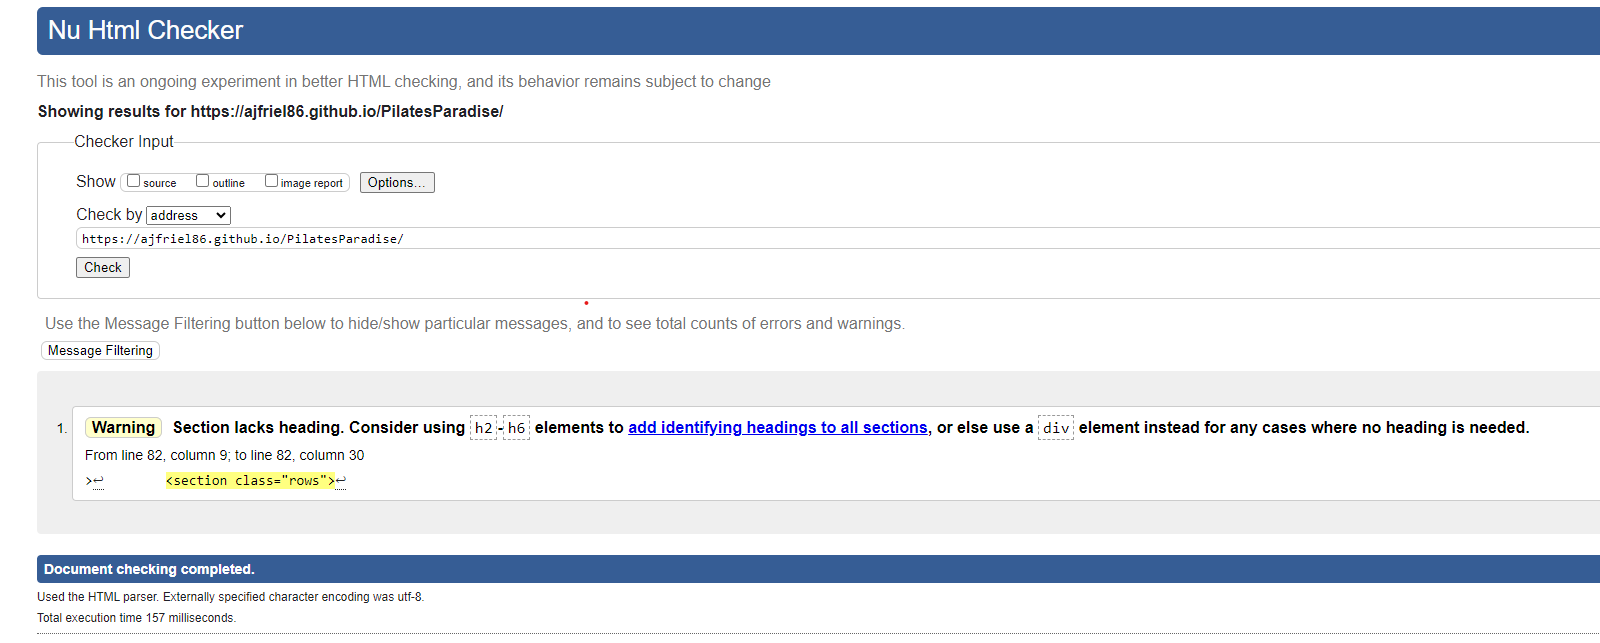 Nu Html Checker
This tool is an ongoing experiment in better HTML checking, and its behavior remains subject to change
Showing results for https://ajfriel86.github.io/PilatesParadise/
Checker Input
Show source outline image report Options...
Check by address
https://ajfriel86.github.io/PilatesParadise/
Check
Use the Message Filtering button below to hide/show particular messages, and to see total counts of errors and warnings.
Message Filtering
1. Warning Section lacks heading. Consider using h2-h6 elements to add identifying headings to all sections, or else use a div element instead for any cases where no heading is needed.
From line 82, column 9; to line 82, column 30
>↩ <section class="rows">↩
Document checking completed.
Used the HTML parser. Externally specified character encoding was utf-8.
Total execution time 157 milliseconds.